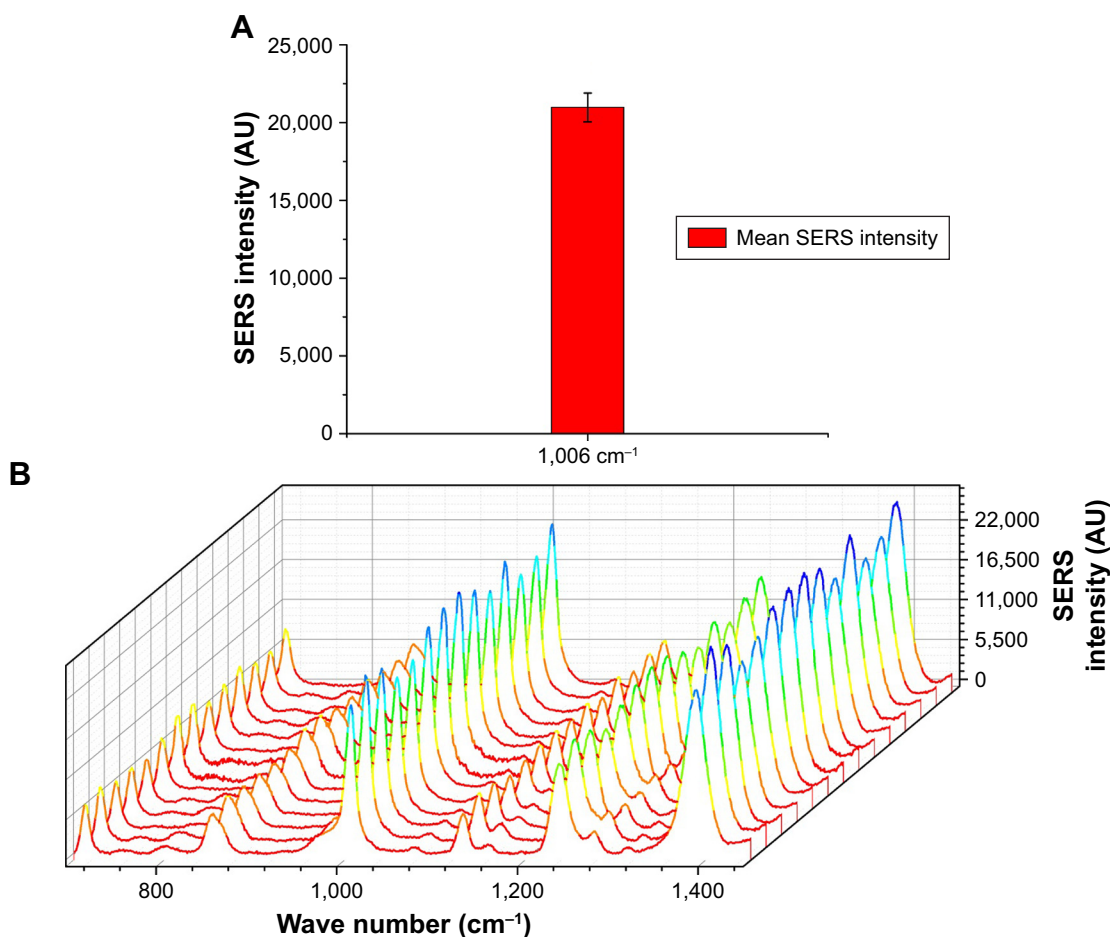 A
25,000
20,000
15,000
10,000
5,000
0
SERS intensity (AU)
Mean SERS intensity
1,006 cm⁻¹
B
22,000
16,500
11,000
5,500
0
SERS
intensity (AU)
800
1,000
1,200
1,400
Wave number (cm⁻¹)